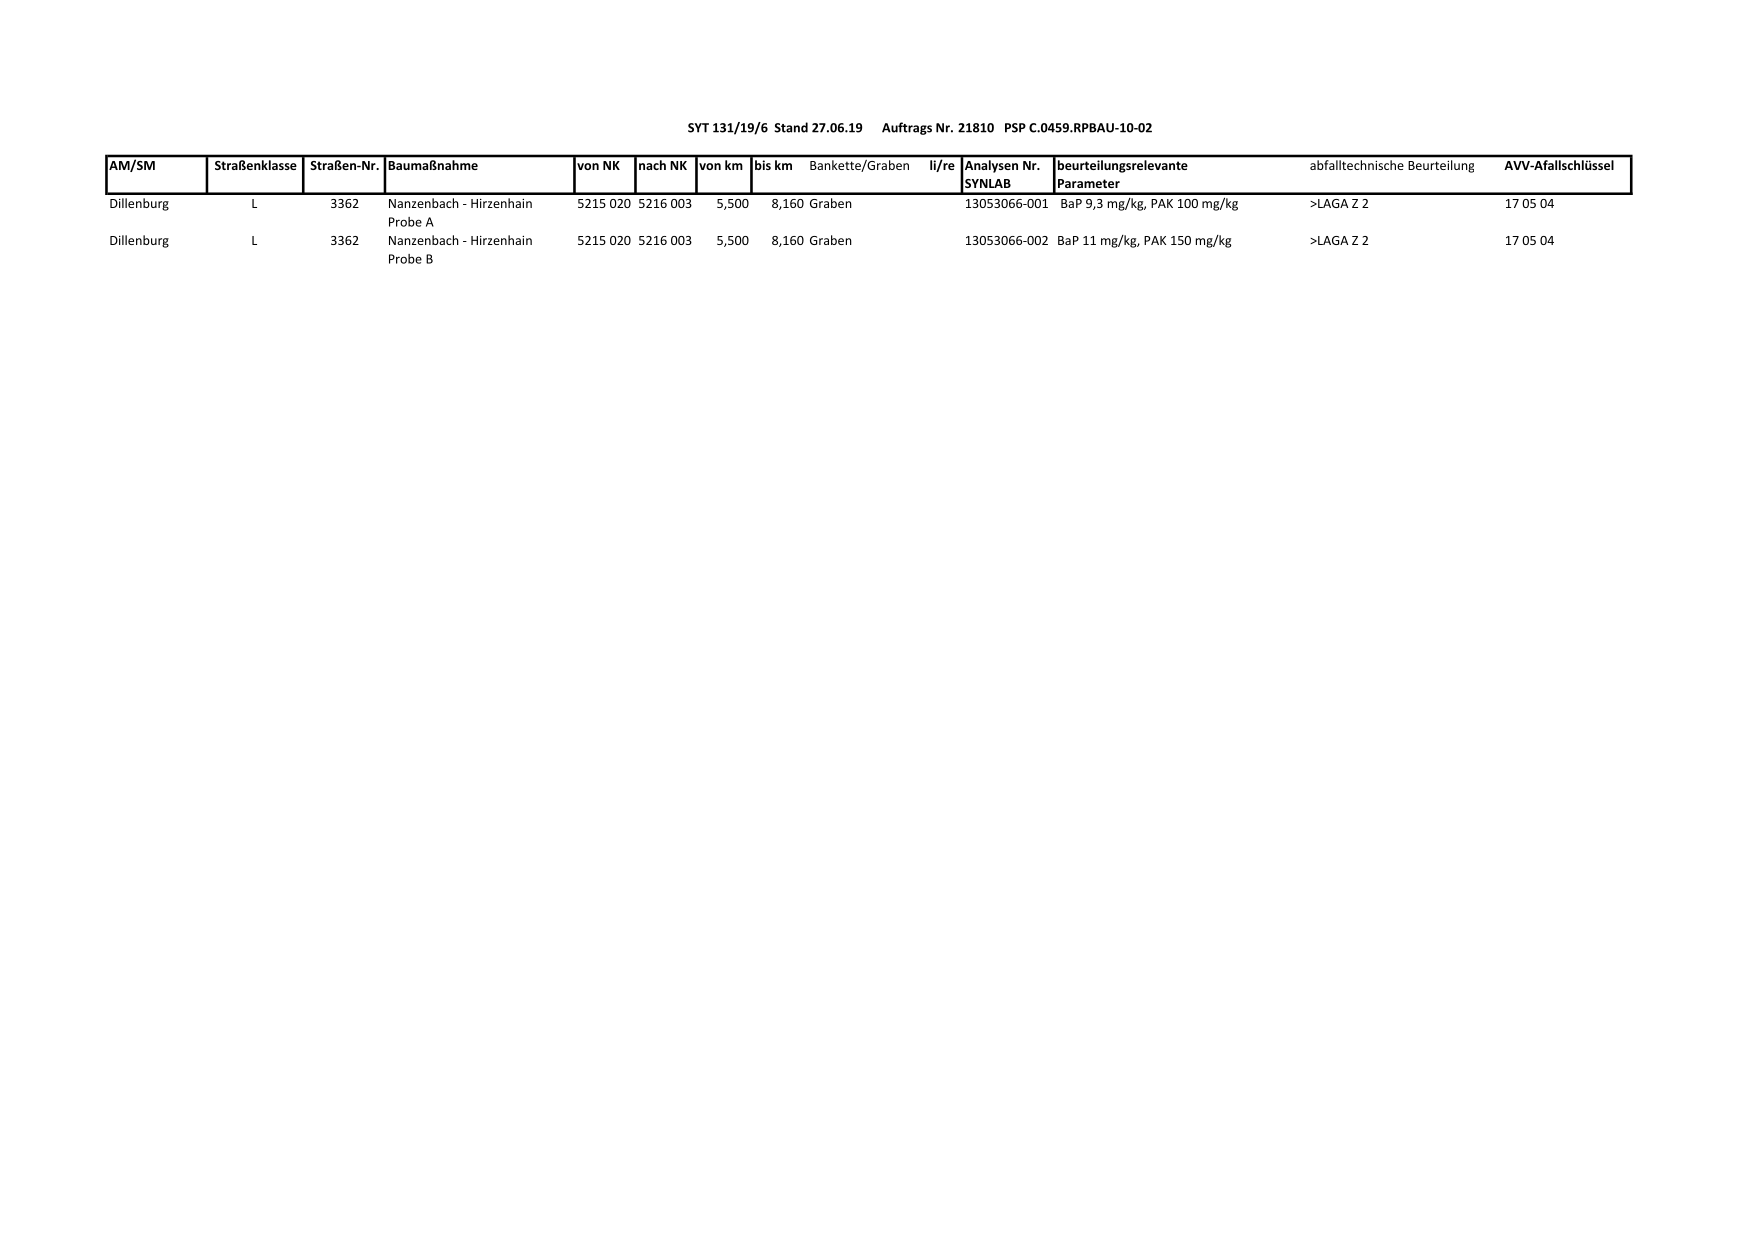 SYT 131/19/6 Stand 27.06.19 Auftrags Nr. 21810 PSP C.0459.RPBAU-10-02
AM/SM Straßenklasse Straßen-Nr. Baumaßnahme von NK nach NK von km bis km Bankette/Graben li/re Analysen Nr. beurteilungsrelevante abfalltechnische Beurteilung AVV-Afallschlüssel
SYNLAB Parameter
Dillenburg L 3362 Nanzenbach - Hirzenhain 5215 020 5216 003 5,500 8,160 Graben 13053066-001 BaP 9,3 mg/kg, PAK 100 mg/kg >LAGA Z 2 17 05 04
Probe A
Dillenburg L 3362 Nanzenbach - Hirzenhain 5215 020 5216 003 5,500 8,160 Graben 13053066-002 BaP 11 mg/kg, PAK 150 mg/kg >LAGA Z 2 17 05 04
Probe B